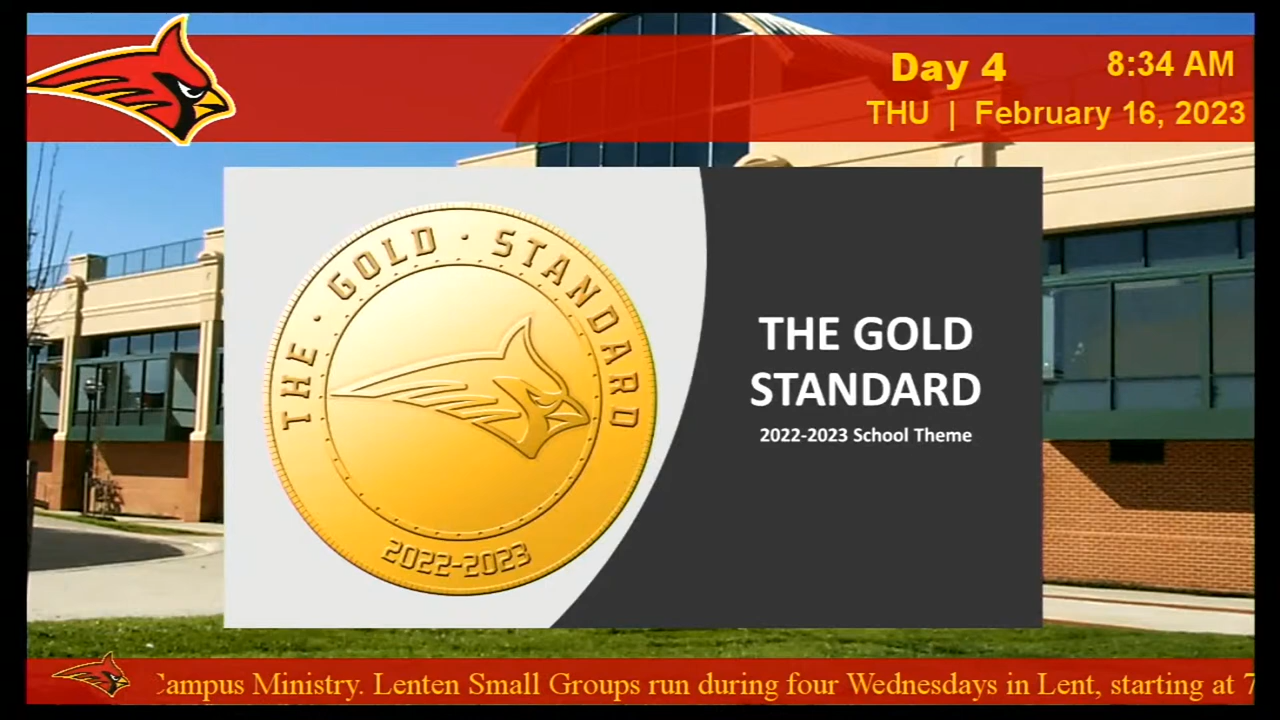 Day 4
8:34 AM
THU | February 16, 2023
THE · GOLD · STANDARD
2022-2023
THE GOLD
STANDARD
2022-2023 School Theme
Campus Ministry. Lenten Small Groups run during four Wednesdays in Lent, starting at 7